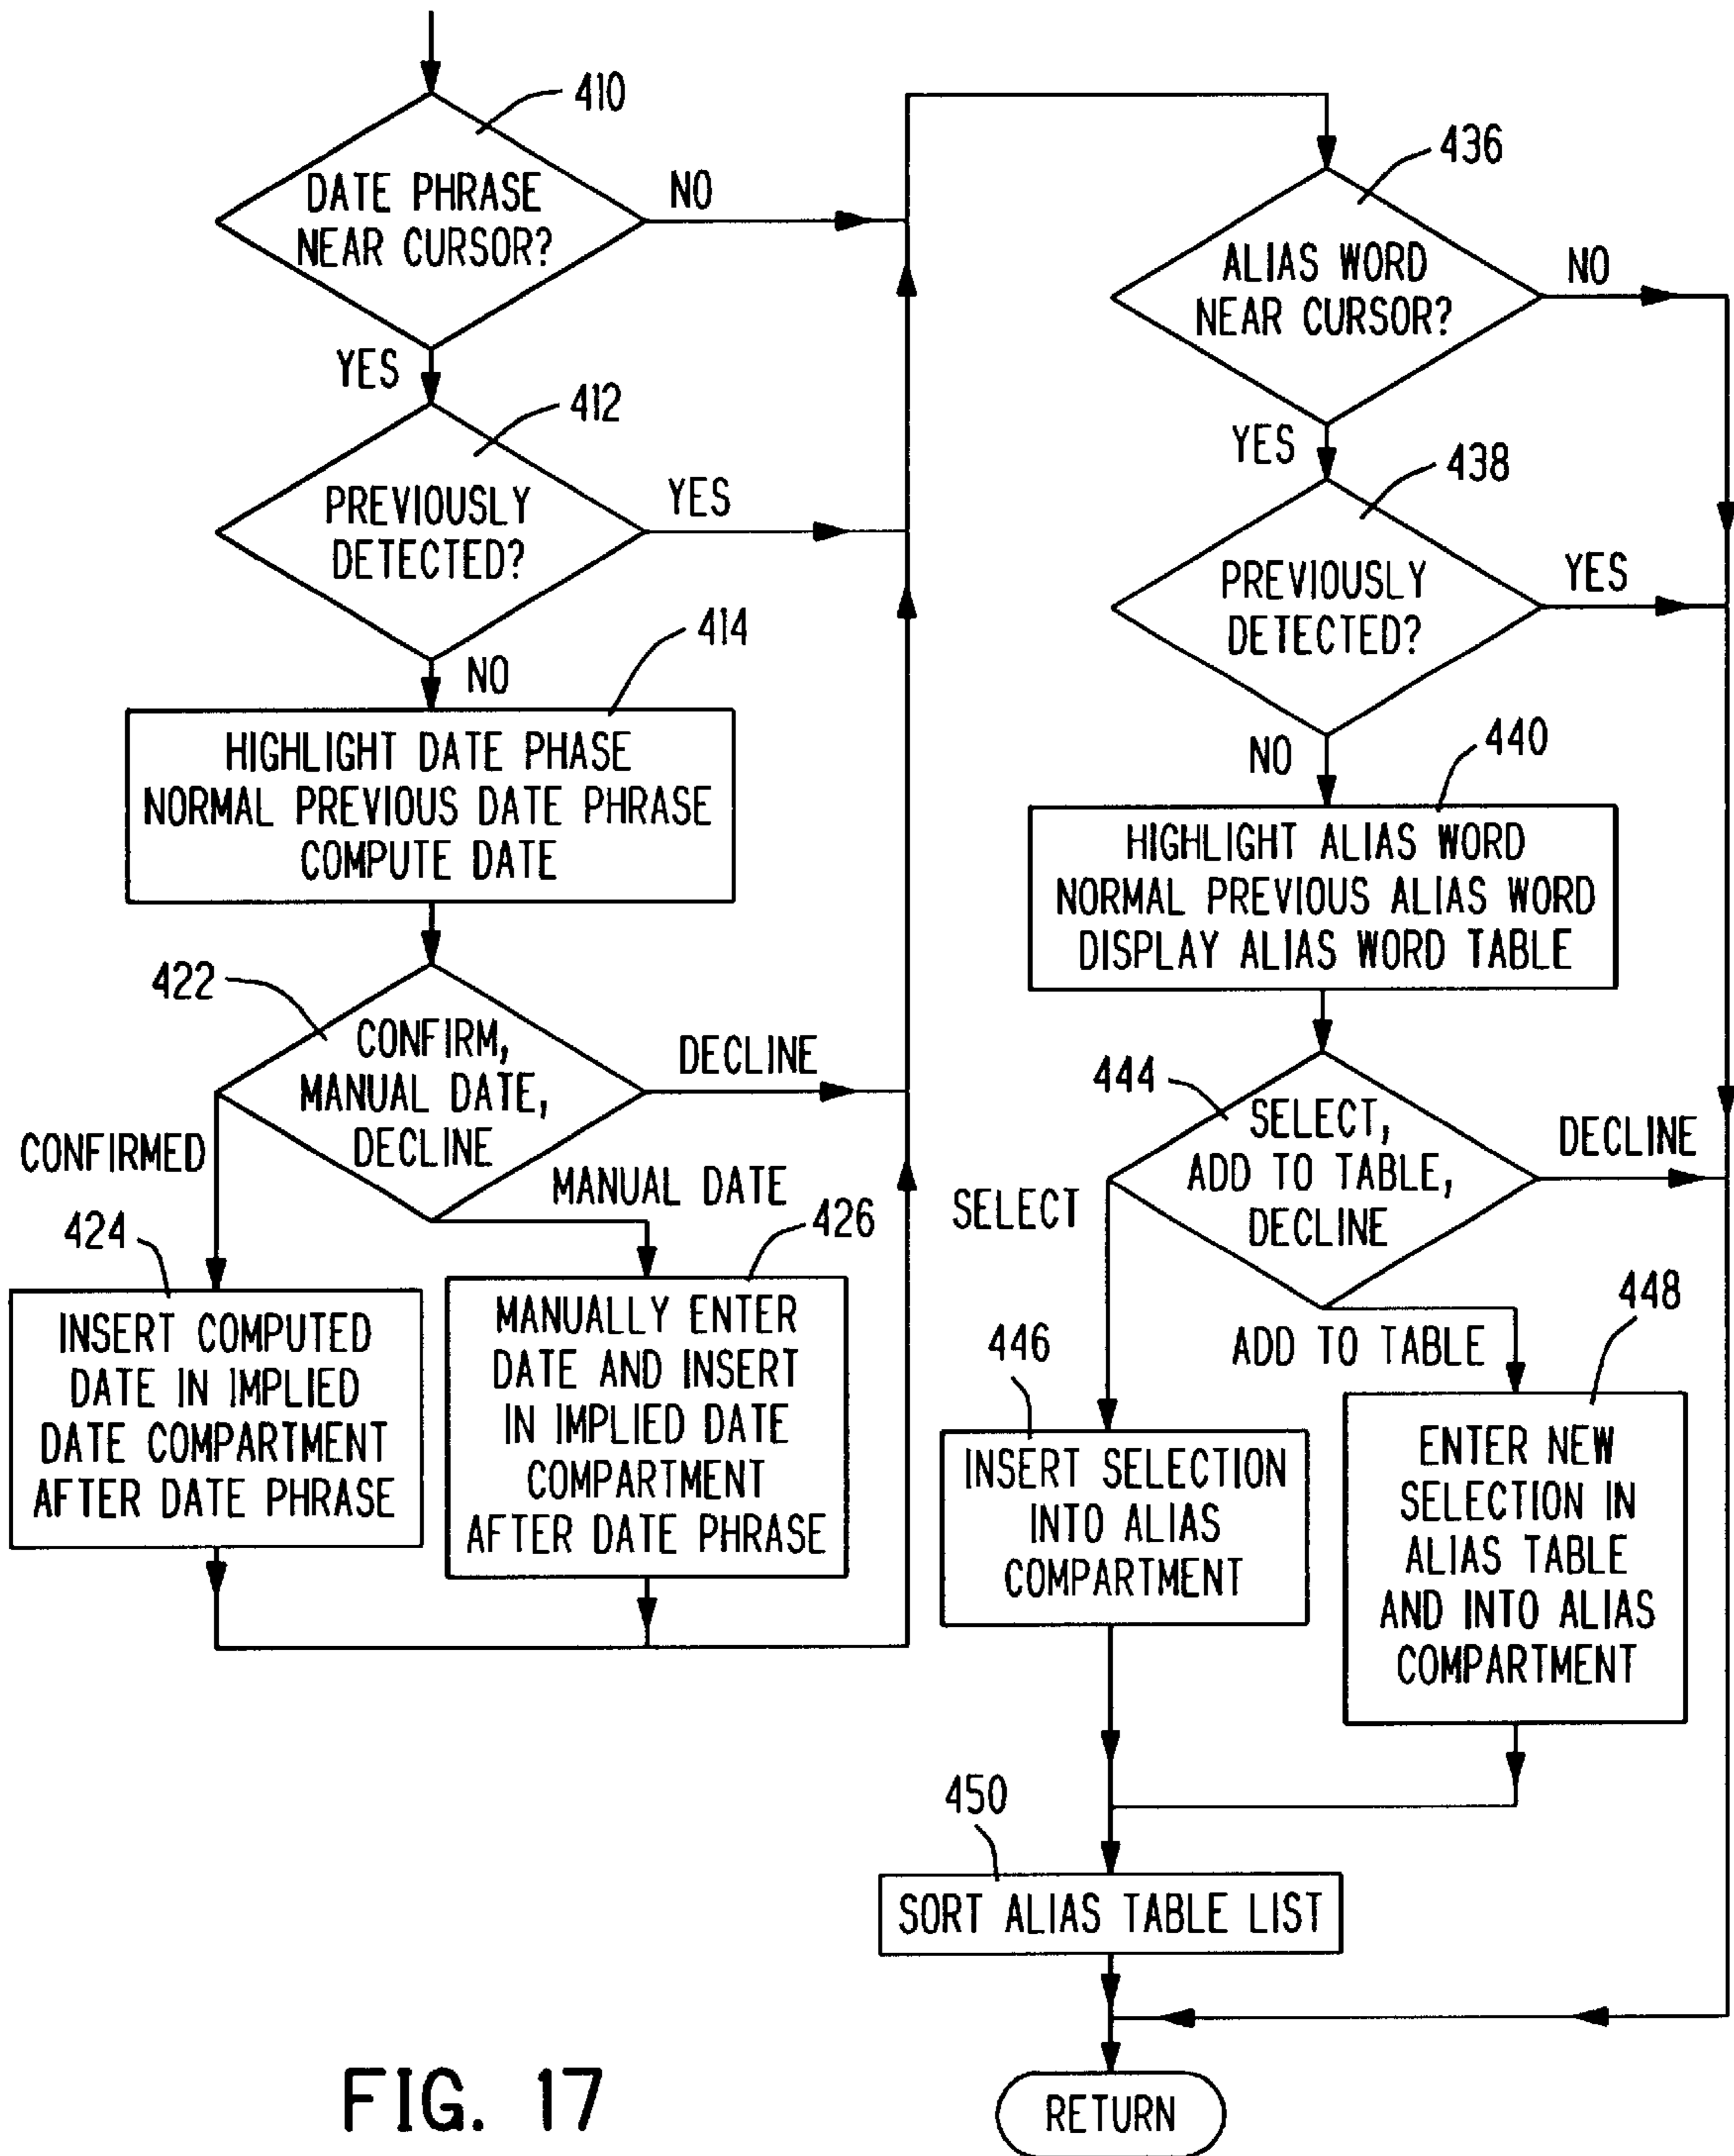 410
DATE PHRASE
NEAR CURSOR?
NO
YES
412
PREVIOUSLY
DETECTED?
YES
NO
414
HIGHLIGHT DATE PHASE
NORMAL PREVIOUS DATE PHRASE
COMPUTE DATE
422
CONFIRM,
MANUAL DATE,
DECLINE
DECLINE
CONFIRMED
MANUAL DATE
424
INSERT COMPUTED
DATE IN IMPLIED
DATE COMPARTMENT
AFTER DATE PHRASE
426
MANUALLY ENTER
DATE AND INSERT
IN IMPLIED DATE
COMPARTMENT
AFTER DATE PHRASE
436
ALIAS WORD
NEAR CURSOR?
NO
YES
438
PREVIOUSLY
DETECTED?
YES
NO
440
HIGHLIGHT ALIAS WORD
NORMAL PREVIOUS ALIAS WORD
DISPLAY ALIAS WORD TABLE
444
SELECT,
ADD TO TABLE,
DECLINE
DECLINE
SELECT
ADD TO TABLE
446
INSERT SELECTION
INTO ALIAS
COMPARTMENT
448
ENTER NEW
SELECTION IN
ALIAS TABLE
AND INTO ALIAS
COMPARTMENT
450
SORT ALIAS TABLE LIST
RETURN
FIG. 17